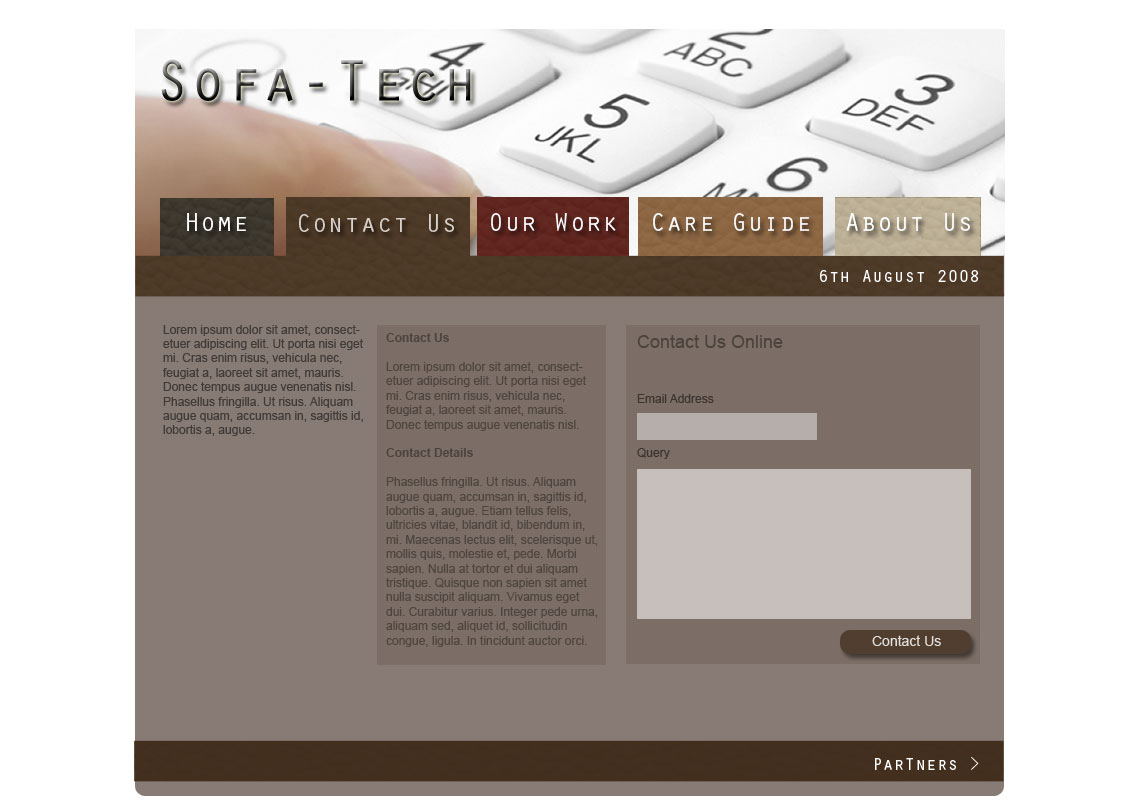 Sofa-Tech
4
2
ABC
3
DEF
5
JKL
6
Home
Contact Us
Our Work
Care Guide
About Us
6th August 2008
Lorem ipsum dolor sit amet, consect-
etuer adipiscing elit. Ut porta nisi eget
mi. Cras enim risus, vehicula nec,
feugiat a, laoreet sit amet, mauris.
Donec tempus augue venenatis nisl.
Phasellus fringilla. Ut risus. Aliquam
augue quam, accumsan in, sagittis id,
lobortis a, augue.
Contact Us
Lorem ipsum dolor sit amet, consect-
etuer adipiscing elit. Ut porta nisi eget
mi. Cras enim risus, vehicula nec,
feugiat a, laoreet sit amet, mauris.
Donec tempus augue venenatis nisl.
Contact Details
Phasellus fringilla. Ut risus. Aliquam
augue quam, accumsan in, sagittis id,
lobortis a, augue. Etiam tellus felis,
ultricies vitae, blandit id, bibendum in,
mi. Maecenas lectus elit, scelerisque ut,
mollis quis, molestie et, pede. Morbi
sapien. Nulla at tortor et dui aliquam
tristique. Quisque non sapien sit amet
nulla suscipit aliquam. Vivamus eget
dui. Curabitur varius. Integer pede urna,
aliquam sed, aliquet id, sollicitudin
congue, ligula. In tincidunt auctor orci.
Contact Us Online
Email Address
Query
Contact Us
Partners >